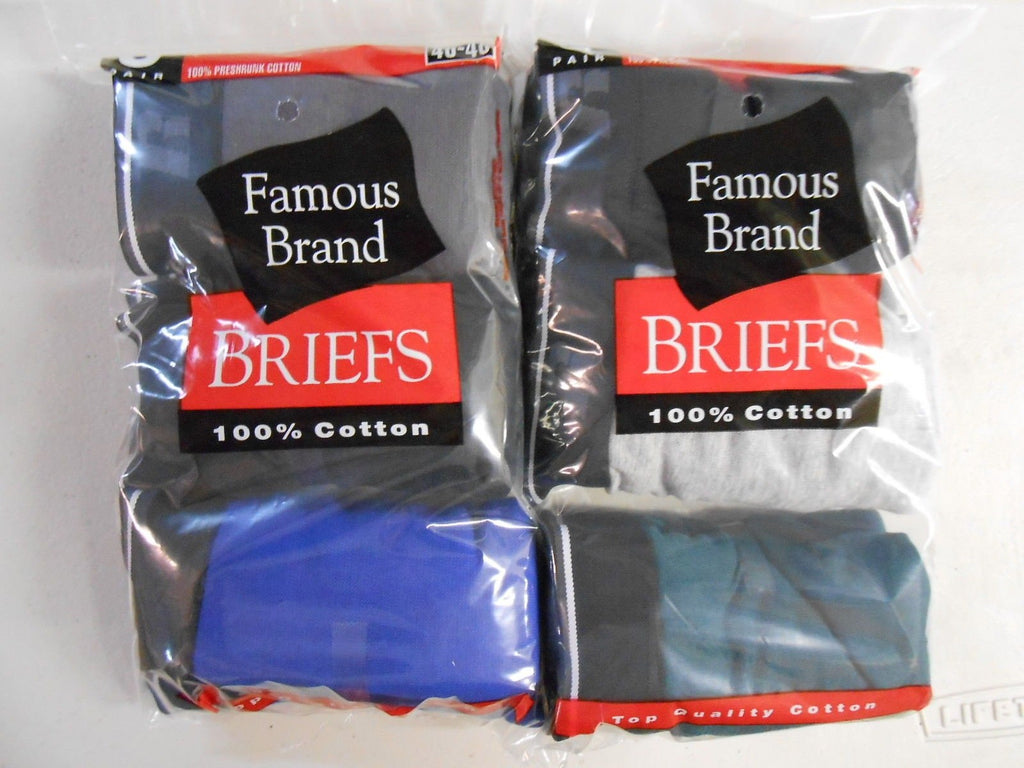 PAIR
100% PRESHRUNK COTTON
Famous
Brand
BRIEFS
100% Cotton
PAIR
Famous
Brand
BRIEFS
100% Cotton
Top Quality Cotton